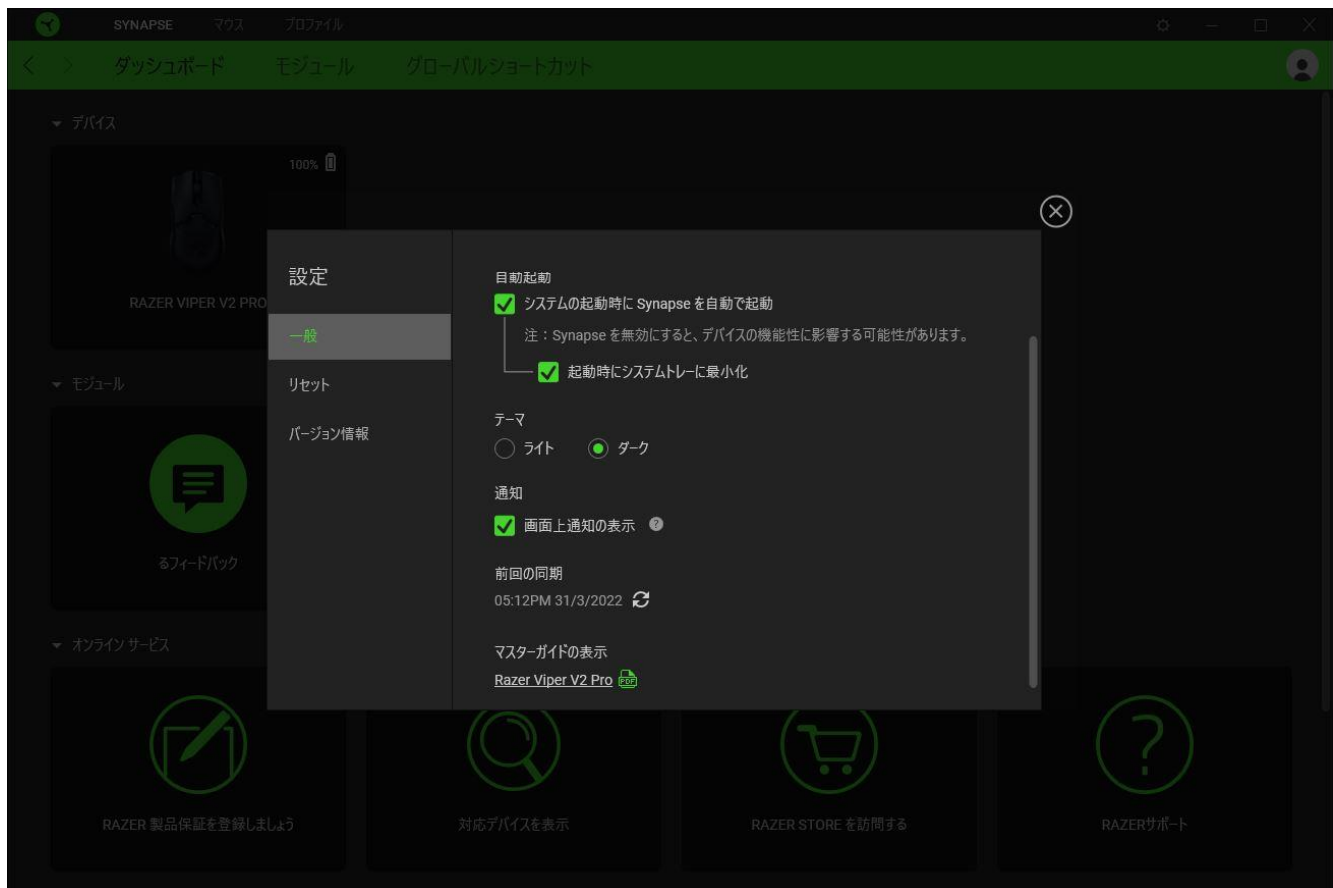 SYNAPSE マウス プロファイル
ダッシュボード モジュール グローバルショートカット
デバイス
100%
RAZER VIPER V2 PRO
設定
一般
リセット
バージョン情報
自動起動
システムの起動時に Synapse を自動で起動
注：Synapse を無効にすると、デバイスの機能性に影響する可能性があります。
起動時にシステムトレーに最小化
テーマ
ライト ダーク
通知
画面上通知の表示 ?
前回の同期
05:12PM 31/3/2022
マスターガイドの表示
Razer Viper V2 Pro PDF
モジュール
るフィードバック
オンライン サービス
RAZER 製品保証を登録しましょう
対応デバイスを表示
RAZER STORE を訪問する
?
RAZERサポート